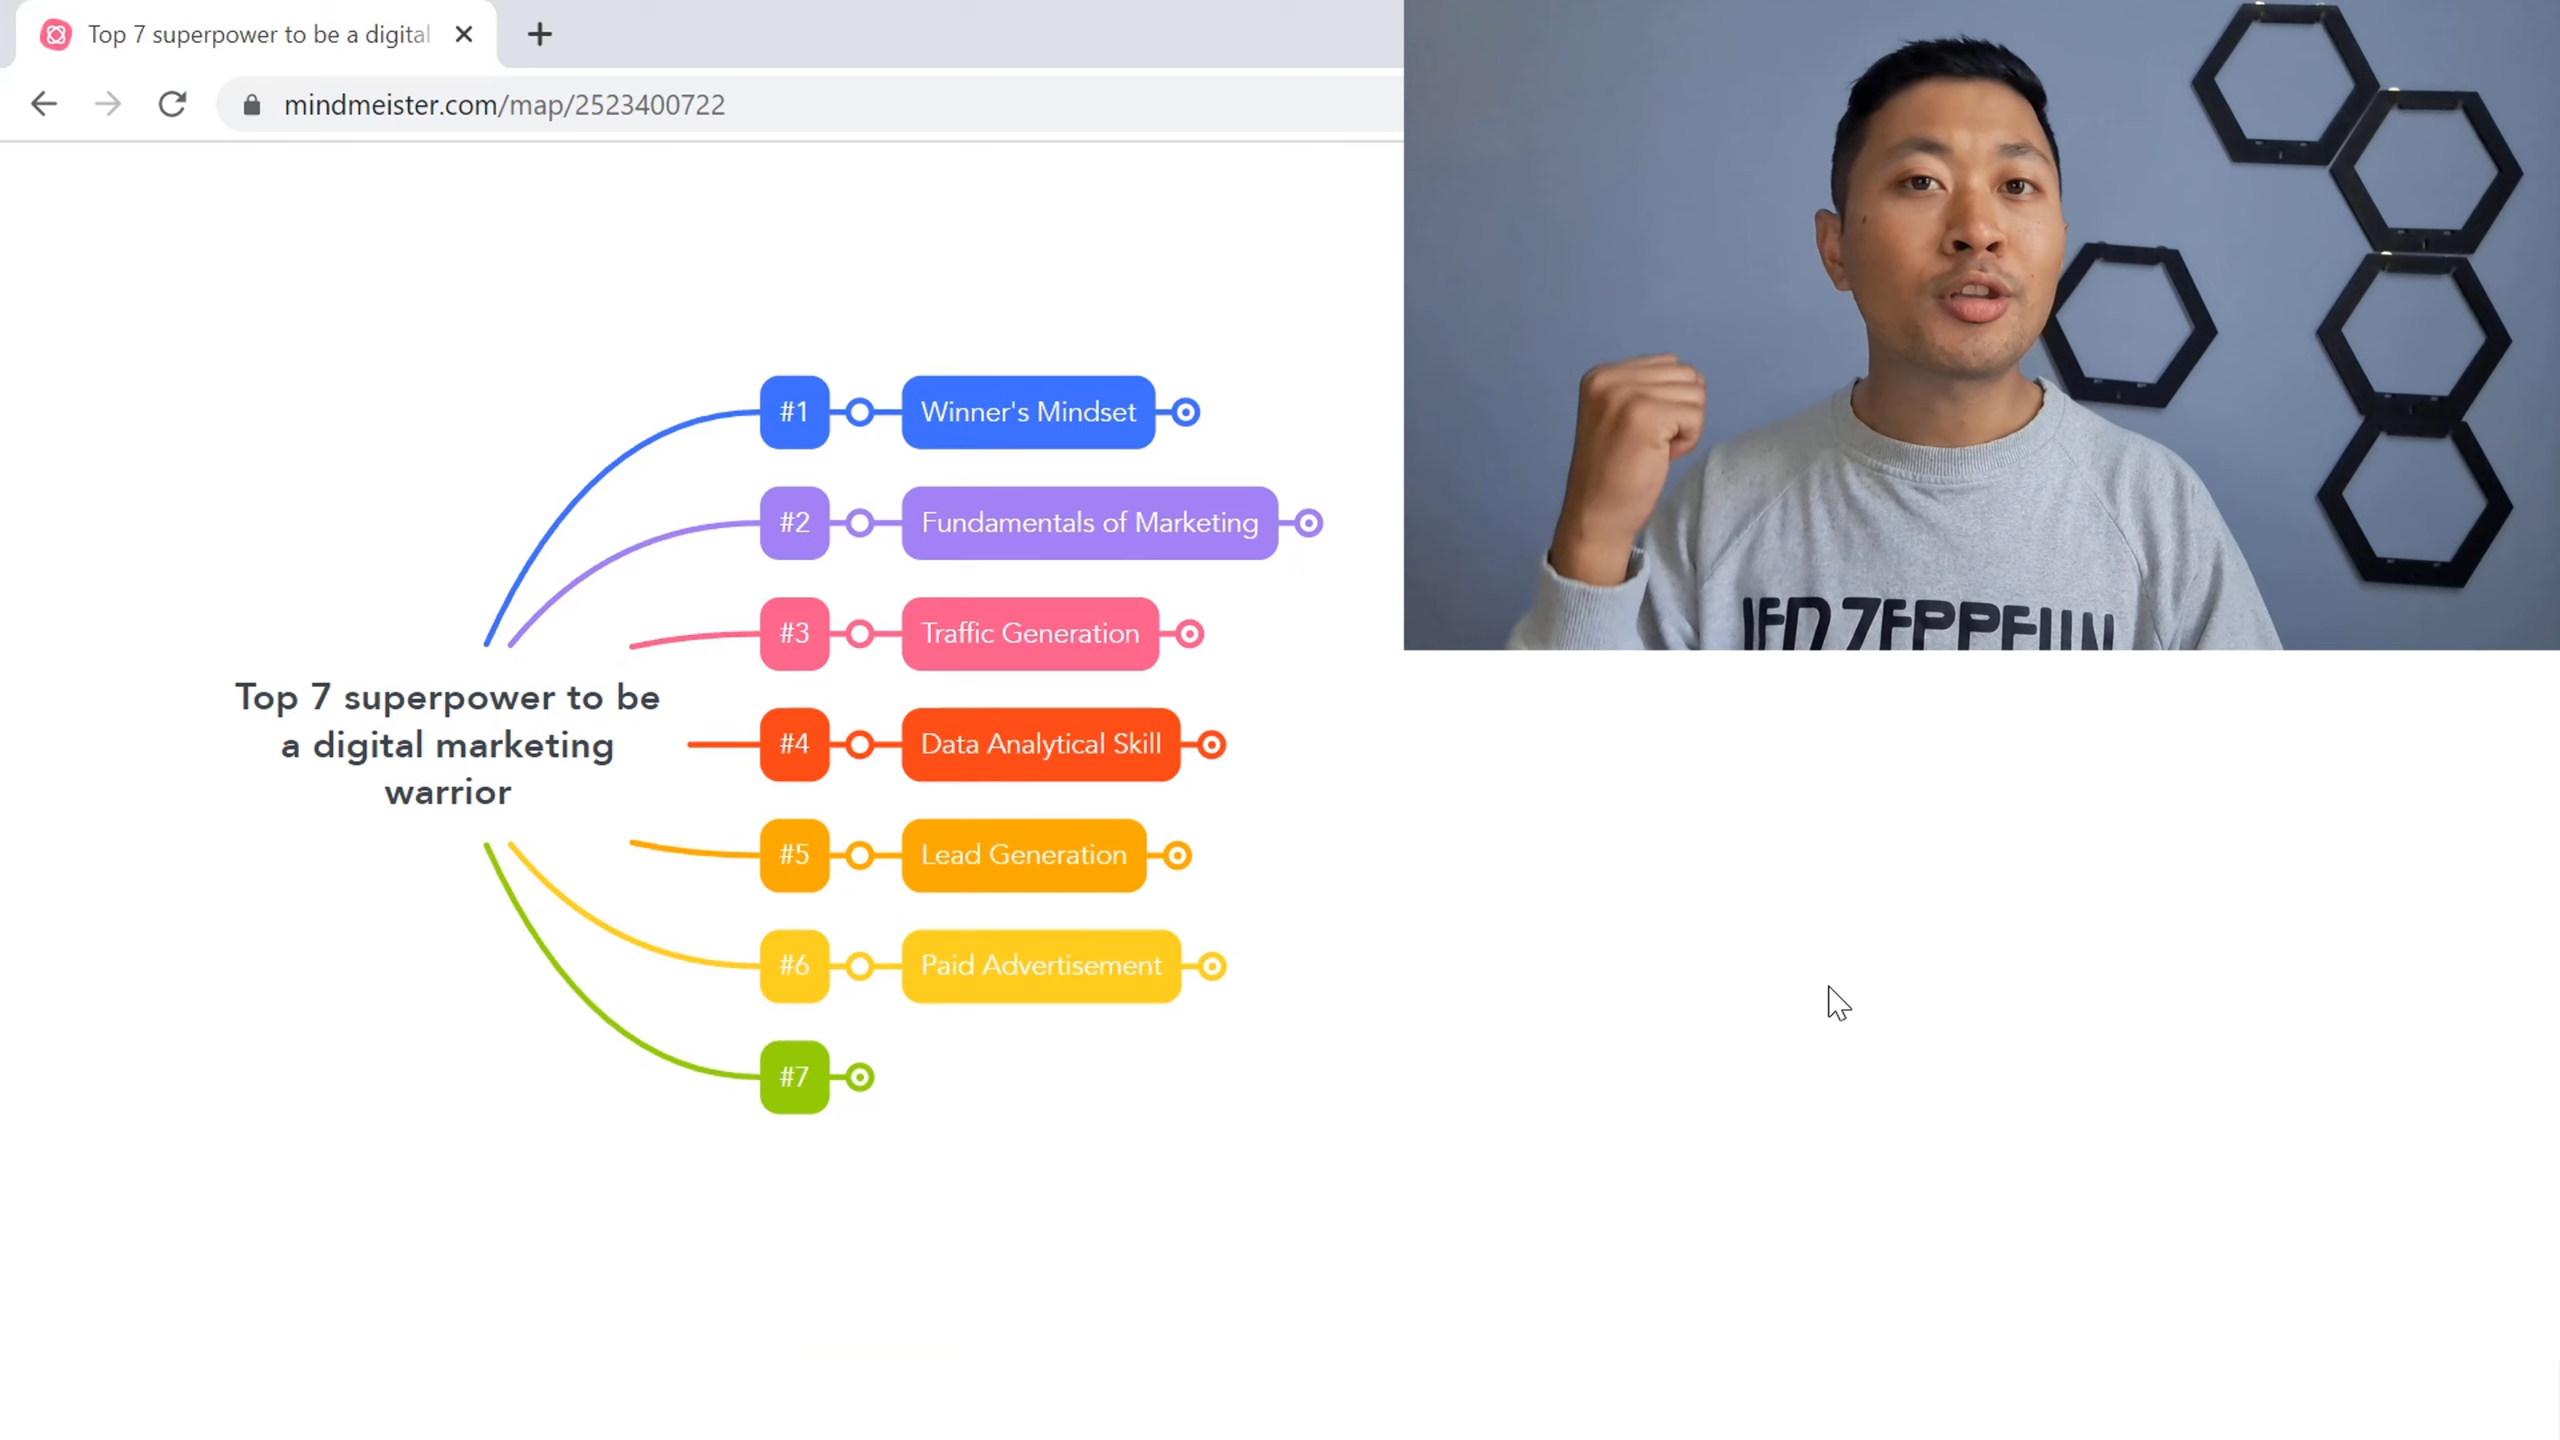 Top 7 superpower to be a digital
mindmeister.com/map/2523400722
#1 Winner's Mindset
#2 Fundamentals of Marketing
#3 Traffic Generation
Top 7 superpower to be
a digital marketing
warrior
#4 Data Analytical Skill
#5 Lead Generation
#6 Paid Advertisement
#7
LED ZEPPELIN